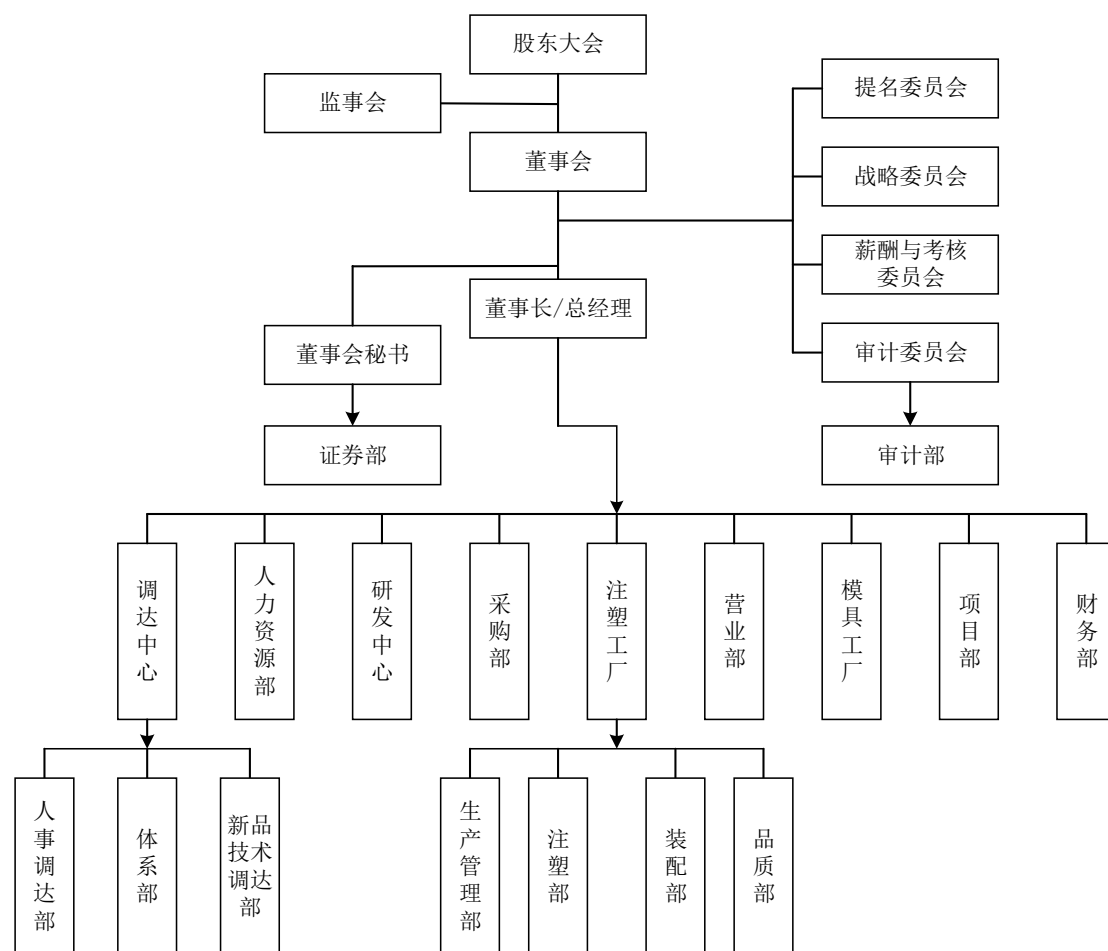 股东大会
监事会
提名委员会
董事会
战略委员会
薪酬与考核
委员会
董事长/总经理
董事会秘书
审计委员会
证券部
审计部
调达中心
人力资源部
研发中心
采购部
注塑工厂
营业部
模具工厂
项目部
财务部
人事调达部
体系部
新品
技术
调达
部
生产管理部
注塑部
装配部
品质部